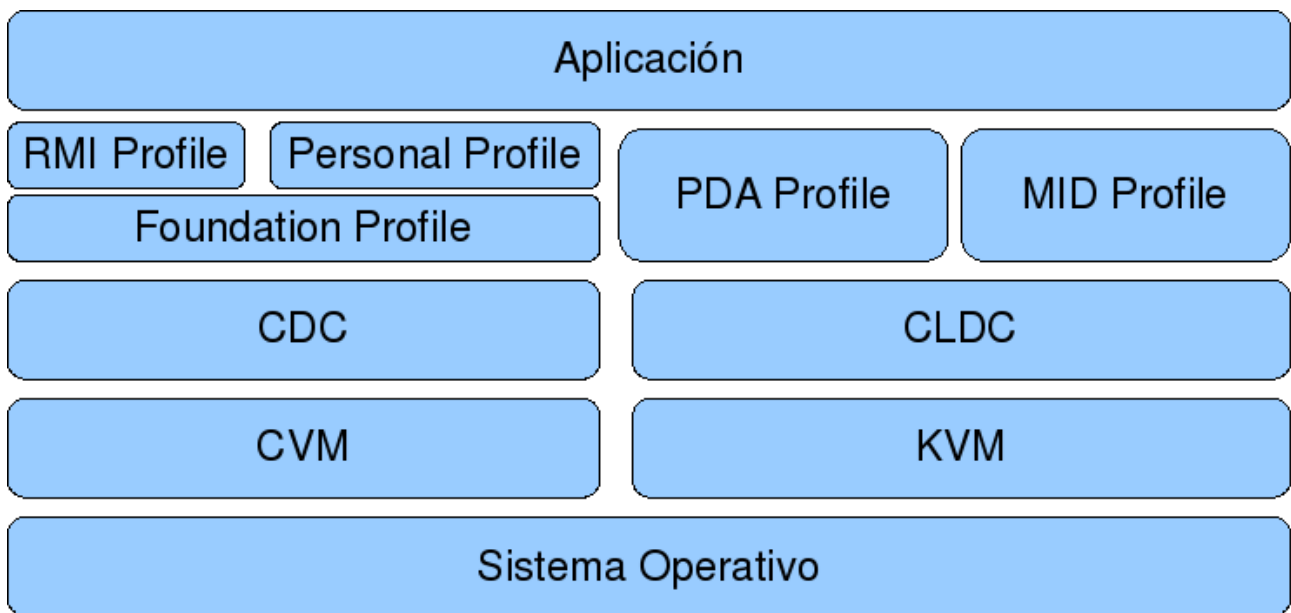 Aplicación
RMI Profile
Personal Profile
PDA Profile
MID Profile
Foundation Profile
CDC
CLDC
CVM
KVM
Sistema Operativo